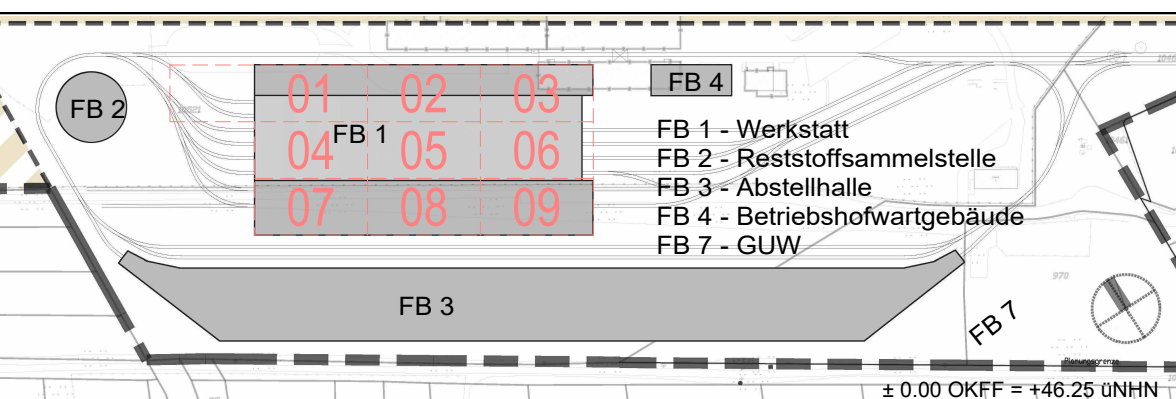 01 02 03
FB 4
FB 2
FB 1
04 05 06
07 08 09
FB 1 - Werkstatt
FB 2 - Reststoffsammelstelle
FB 3 - Abstellhalle
FB 4 - Betriebshofwartgebäude
FB 7 - GUW
970
FB 3
FB 7
Planungsgrenze
± 0.00 OKFF = +46.25 üNHN